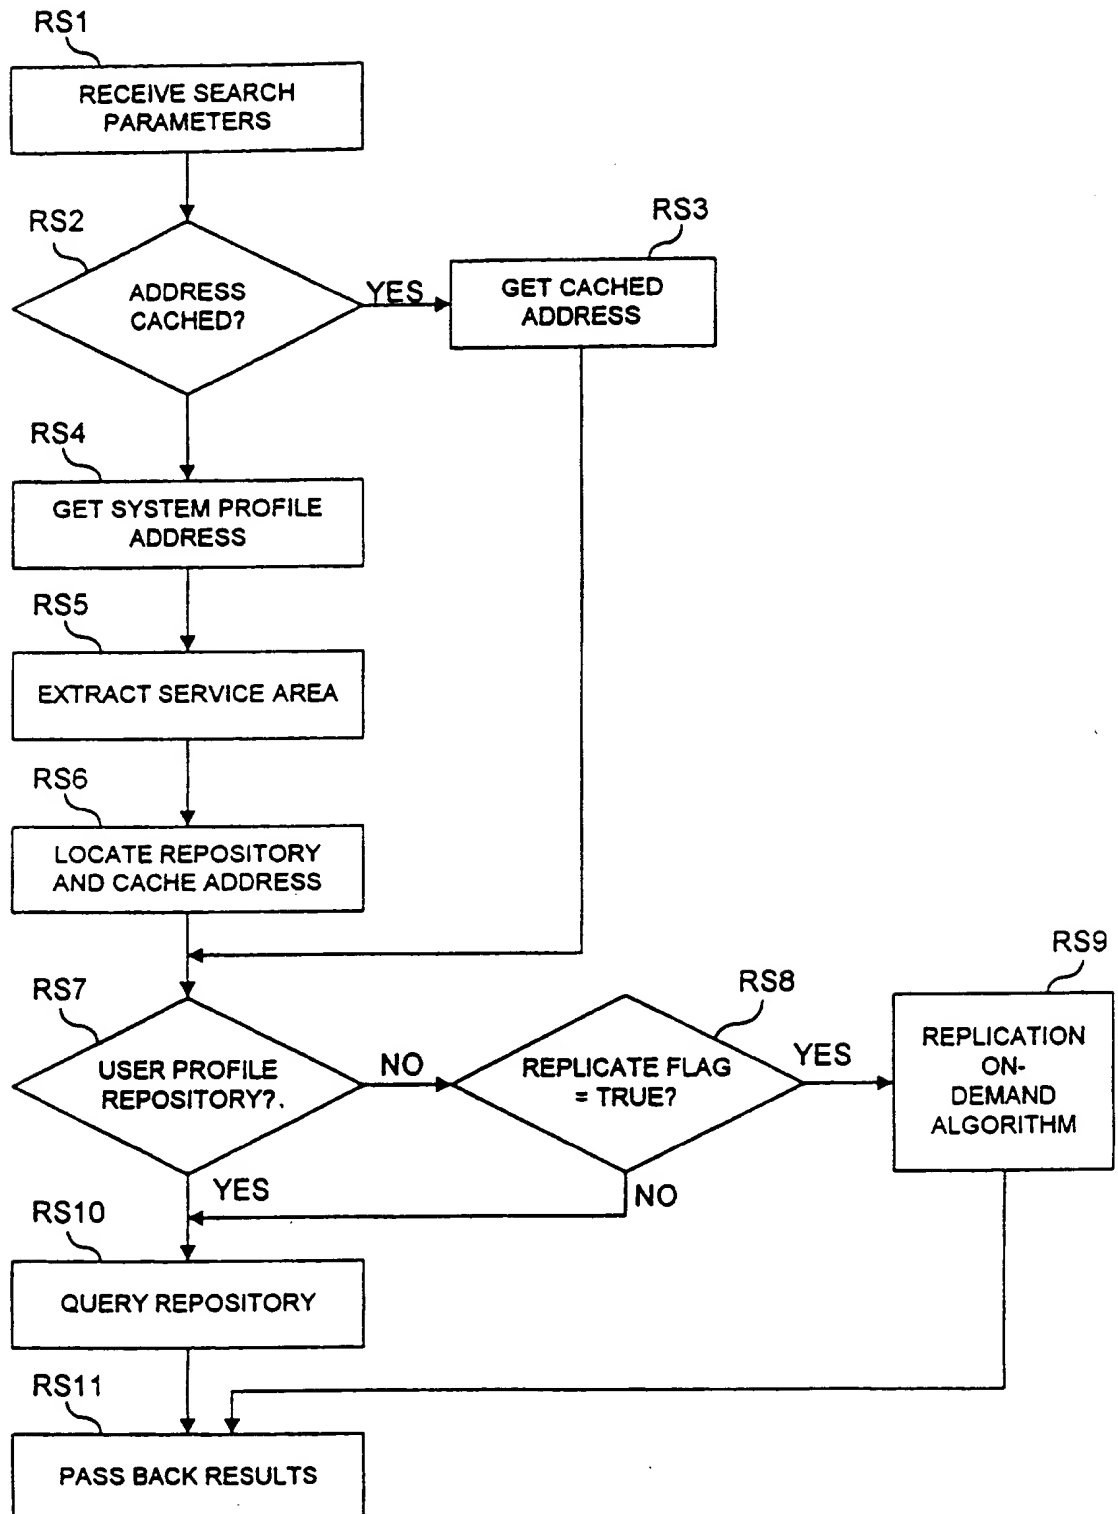 RS1
RECEIVE SEARCH
PARAMETERS
RS2
ADDRESS
CACHED?
YES
RS3
GET CACHED
ADDRESS
RS4
GET SYSTEM PROFILE
ADDRESS
RS5
EXTRACT SERVICE AREA
RS6
LOCATE REPOSITORY
AND CACHE ADDRESS
RS7
USER PROFILE
REPOSITORY?.
NO
RS8
REPLICATE FLAG
= TRUE?
YES
RS9
REPLICATION
ON-
DEMAND
ALGORITHM
YES
NO
RS10
QUERY REPOSITORY
RS11
PASS BACK RESULTS